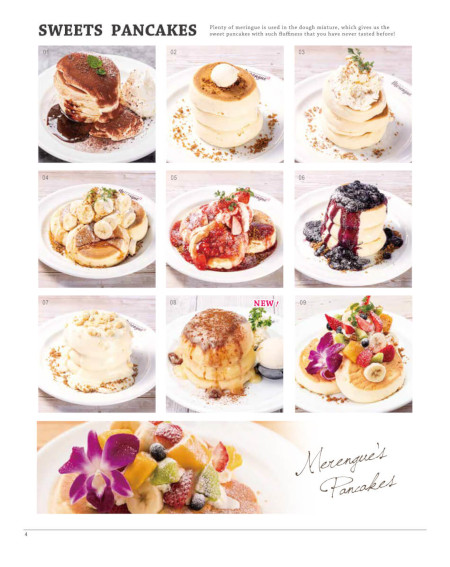 SWEETS PANCAKES
Plenty of meringue is used in the dough mixture, which gives us the
sweet pancakes with such fluffiness that you have never tasted before!
01
02
03
04
05
06
07
08
NEW!
09
Merengue's
Pancakes
4